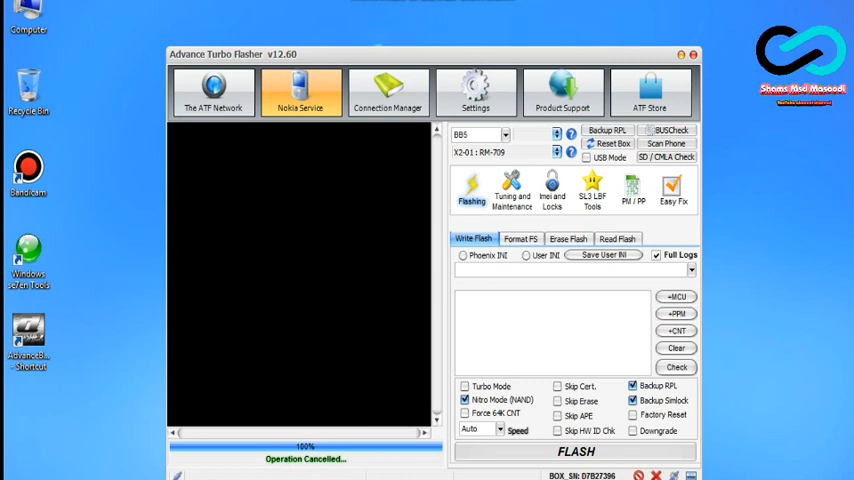 Computer
Recycle Bin
Bandicam
Windows
se7en Tools
AdvanceB...
- Shortcut
Advance Turbo Flasher v12.60
The ATF Network
Nokia Service
Connection Manager
Settings
Product Support
ATF Store
BB5
X2-01 : RM-709
Backup RPL
BUSCheck
Reset Box
Scan Phone
USB Mode
SD / CMLA Check
Flashing
Tuning and
Maintenance
Imei and
Locks
SL3 LBF
Tools
PM / PP
Easy Fix
Write Flash
Format FS
Erase Flash
Read Flash
Phoenix INI
User INI
Save User INI
Full Logs
+MCU
+PPM
+CNT
Clear
Check
Turbo Mode
Skip Cert.
Backup RPL
Nitro Mode (NAND)
Skip Erase
Backup Simlock
Force 64K CNT
Skip APE
Factory Reset
Auto
Speed
Skip HW ID Chk
Downgrade
FLASH
100%
Operation Cancelled...
BOX_SN: D7B27396
Shams Msd Masoodi